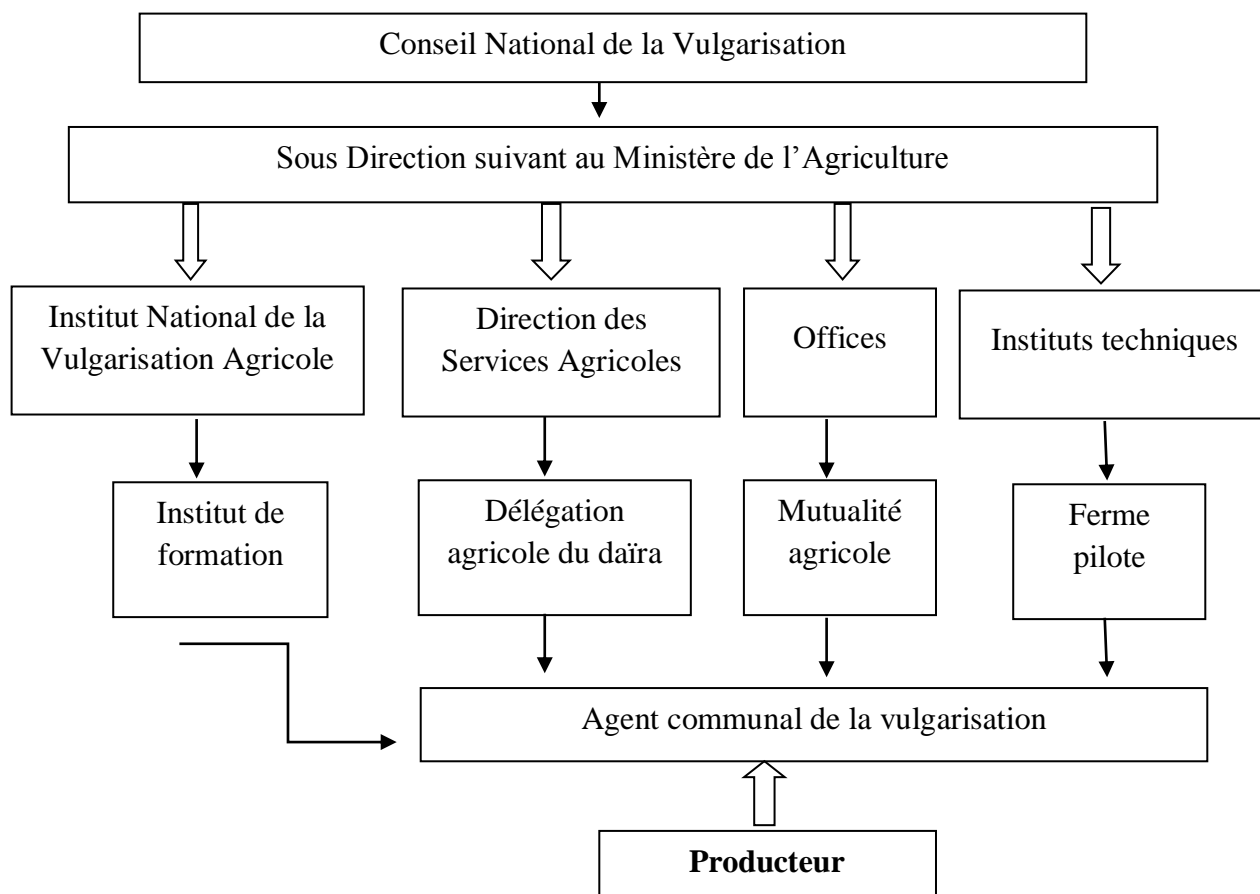 Conseil National de la Vulgarisation
Sous Direction suivant au Ministère de l’Agriculture
Institut National de la
Vulgarisation Agricole
Direction des
Services Agricoles
Offices
Instituts techniques
Institut de
formation
Délégation
agricole du daïra
Mutualité
agricole
Ferme
pilote
Agent communal de la vulgarisation
Producteur